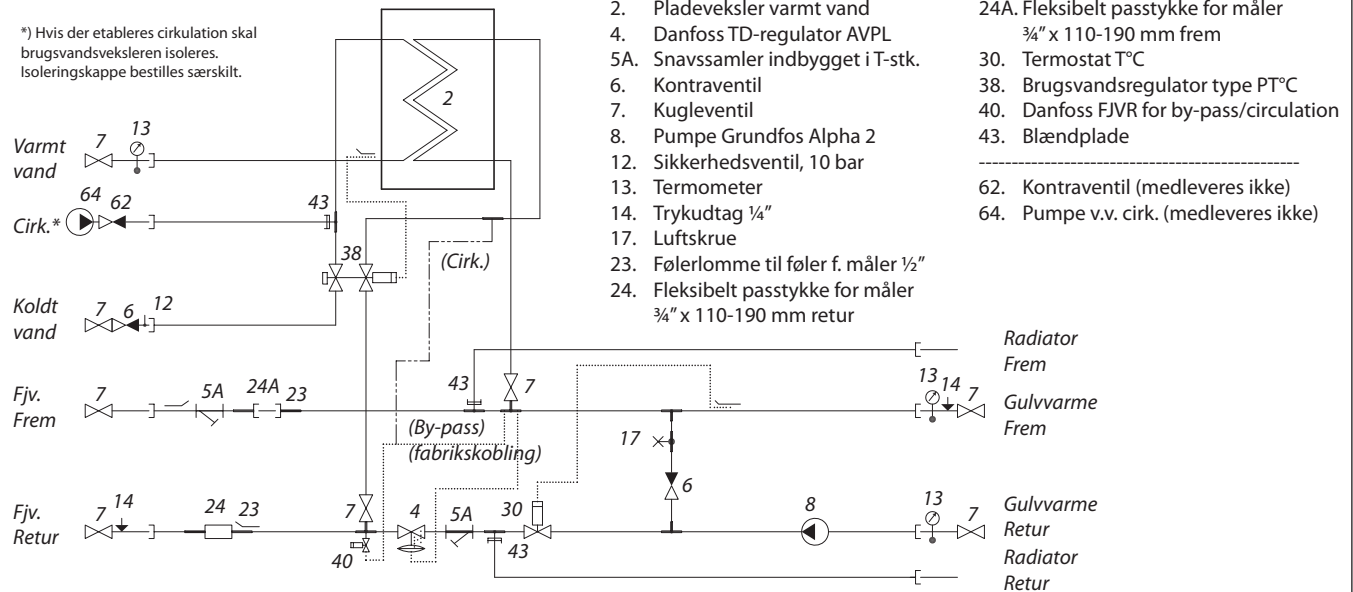 *) Hvis der etableres cirkulation skal
brugsvandsveksleren isoleres.
Isoleringskappe bestilles særskilt.
2. Pladeveksler varmt vand
4. Danfoss TD-regulator AVPL
5A. Snavssamler indbygget i T-stk.
6. Kontraventil
7. Kugleventil
8. Pumpe Grundfos Alpha 2
12. Sikkerhedsventil, 10 bar
13. Termometer
14. Trykudtag ¼”
17. Luftskrue
23. Følerlomme til føler f. måler ½”
24. Fleksibelt passtykke for måler
¾” x 110-190 mm retur
24A. Fleksibelt passtykke for måler
¾” x 110-190 mm frem
30. Termostat T°C
38. Brugsvandsregulator type PT°C
40. Danfoss FJVR for by-pass/circulation
43. Blændplade
62. Kontraventil (medleveres ikke)
64. Pumpe v.v. cirk. (medleveres ikke)
2
Varmt
vand
7
13
Cirk.*
64
62
43
38
(Cirk.)
Koldt
vand
7
6
12
Radiator
Frem
Fjv.
Frem
7
5A
24A
23
43
7
13
14
7
Gulvvarme
Frem
(By-pass)
(fabrikskobling)
17
6
Fjv.
Retur
7
14
24
23
7
4
5A
30
8
13
7
Gulvvarme
Retur
40
43
Radiator
Retur